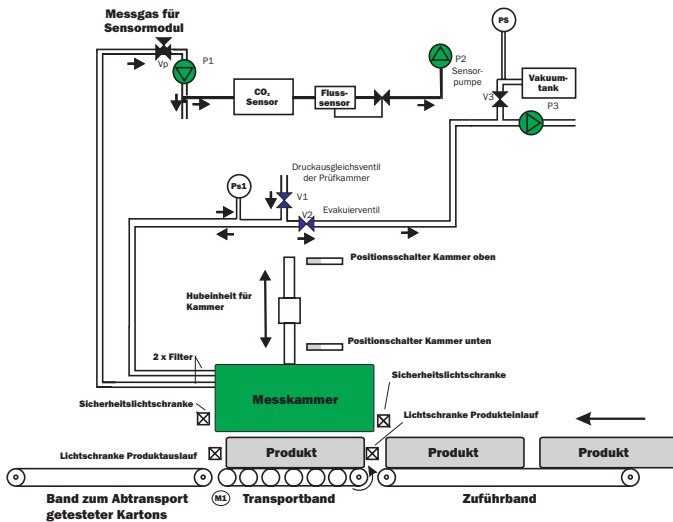 Messgas für
Sensormodul
PS
P1
P2
Vp
Sensor-
pumpe
CO₂
Sensor
Fluss-
sensor
Vakuum-
tank
V3
P3
Druckausgleichsventil
der Prüfkammer
Ps1
V1
V2
Evakuierventil
Positionsschalter Kammer oben
Hubeinheit für
Kammer
Positionschalter Kammer unten
2 x Filter
Messkammer
Sicherheitslichtschranke
Sicherheitslichtschranke
Lichtschranke Produkteinlauf
Lichtschranke Produktauslauf
Produkt
Produkt
Produkt
Band zum Abtransport
getesteter Kartons
M1
Transportband
Zuführband